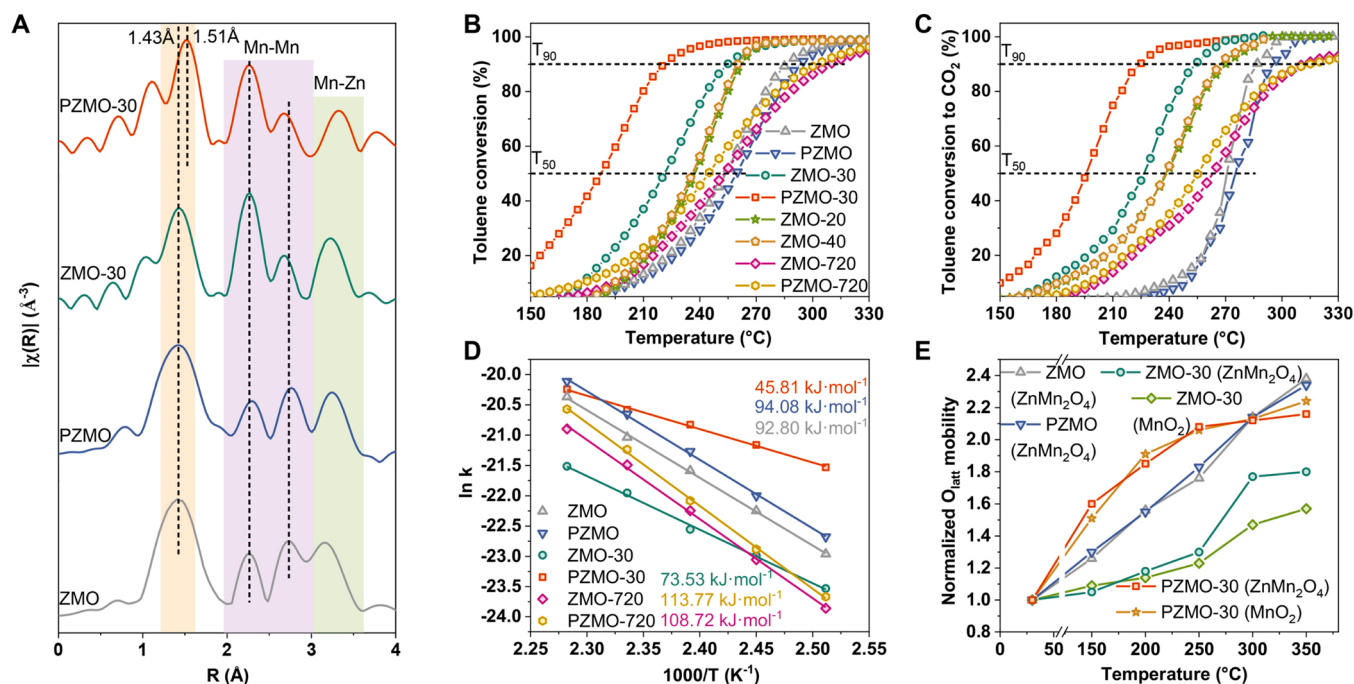 A
1.43Å
1.51Å
Mn-Mn
Mn-Zn
PZMO-30
ZMO-30
PZMO
ZMO
|χ(R)| (Å⁻³)
0 1 2 3 4
R (Å)
B
100
90
80
70
60
50
40
30
20
10
T₉₀
T₅₀
Toluene conversion (%)
ZMO
PZMO
ZMO-30
PZMO-30
ZMO-20
ZMO-40
ZMO-720
PZMO-720
150 180 210 240 270 300 330
Temperature (°C)
C
100
90
80
70
60
50
40
30
20
10
T₉₀
T₅₀
Toluene conversion to CO₂ (%)
150 180 210 240 270 300 330
Temperature (°C)
D
-20.0
-20.5
-21.0
-21.5
-22.0
-22.5
-23.0
-23.5
-24.0
ln k
45.81 kJ·mol⁻¹
94.08 kJ·mol⁻¹
92.80 kJ·mol⁻¹
ZMO
PZMO
ZMO-30
PZMO-30
ZMO-720
PZMO-720
73.53 kJ·mol⁻¹
113.77 kJ·mol⁻¹
108.72 kJ·mol⁻¹
2.25 2.30 2.35 2.40 2.45 2.50 2.55
1000/T (K⁻¹)
E
2.4
2.2
2.0
1.8
1.6
1.4
1.2
1.0
0.8
Normalized Oₗₐₜₜ mobility
ZMO
(ZnMn₂O₄)
PZMO
(ZnMn₂O₄)
ZMO-30 (ZnMn₂O₄)
ZMO-30
(MnO₂)
PZMO-30 (ZnMn₂O₄)
PZMO-30 (MnO₂)
0 50 150 200 250 300 350
Temperature (°C)